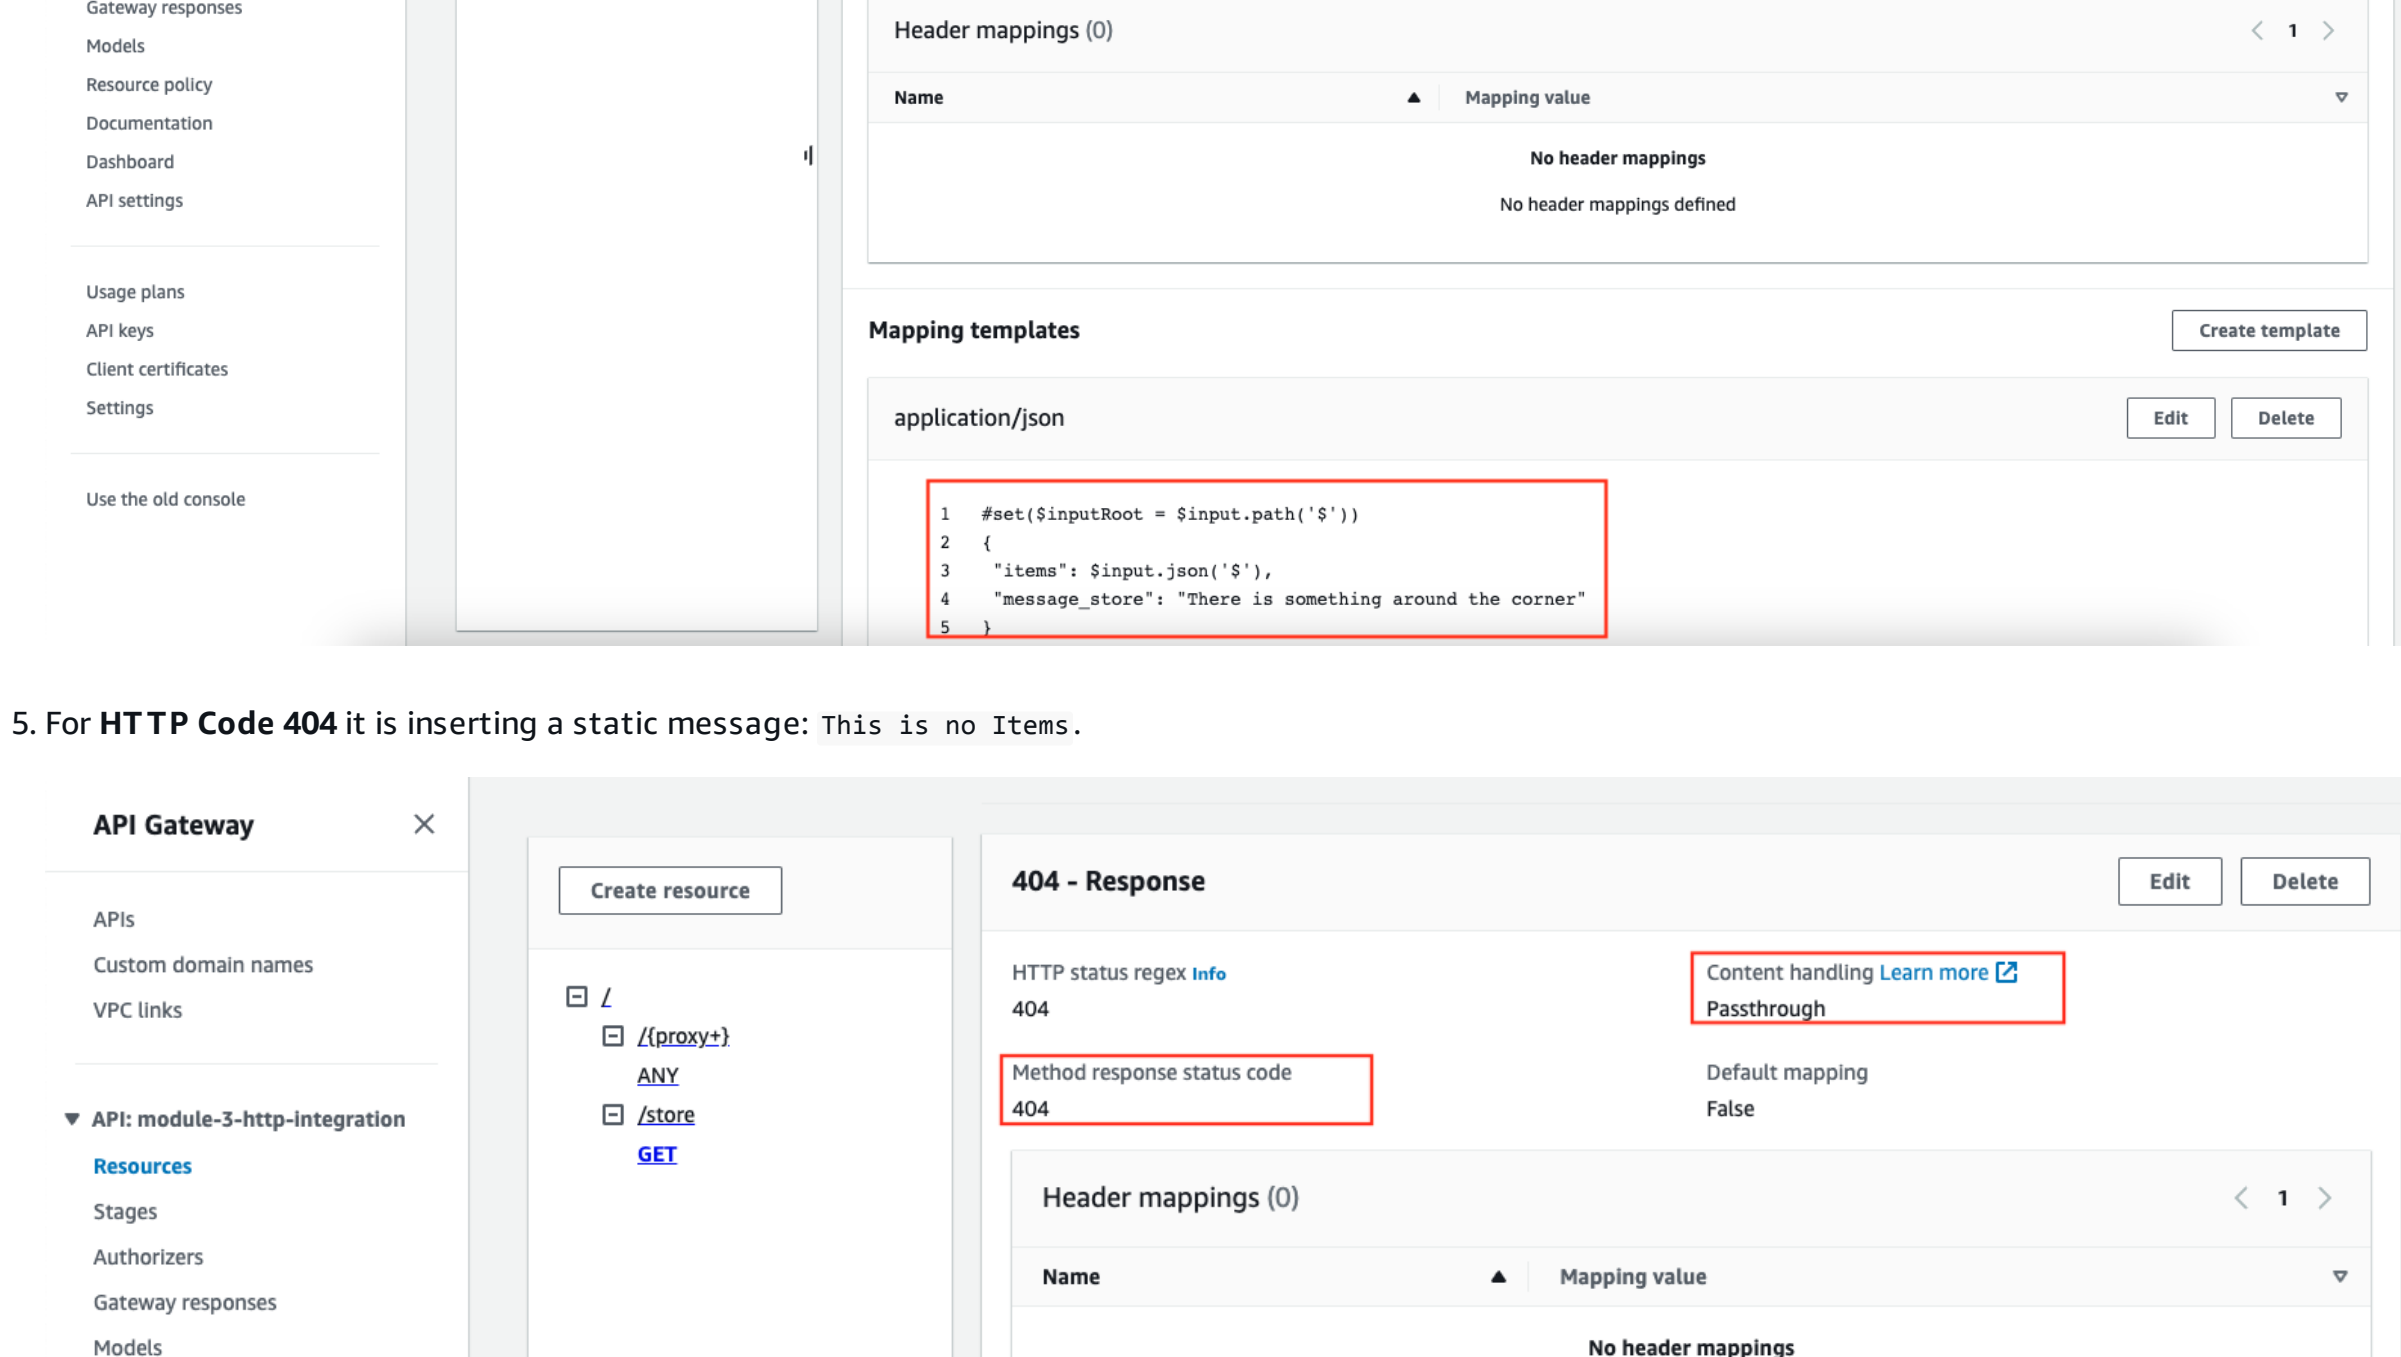 Gateway responses
Models
Resource policy
Documentation
Dashboard
API settings
Usage plans
API keys
Client certificates
Settings
Use the old console
Header mappings (0)
1
Name
Mapping value
No header mappings
No header mappings defined
Mapping templates
Create template
application/json
Edit
Delete
1 #set($inputRoot = $input.path('$'))
2 {
3 "items": $input.json('$'),
4 "message_store": "There is something around the corner"
5 }
5. For HTTP Code 404 it is inserting a static message: This is no Items.
API Gateway
APIs
Custom domain names
VPC links
API: module-3-http-integration
Resources
Stages
Authorizers
Gateway responses
Models
Create resource
/
/{proxy+}
ANY
/store
GET
404 - Response
Edit
Delete
HTTP status regex Info
404
Content handling Learn more
Passthrough
Method response status code
404
Default mapping
False
Header mappings (0)
1
Name
Mapping value
No header mappings